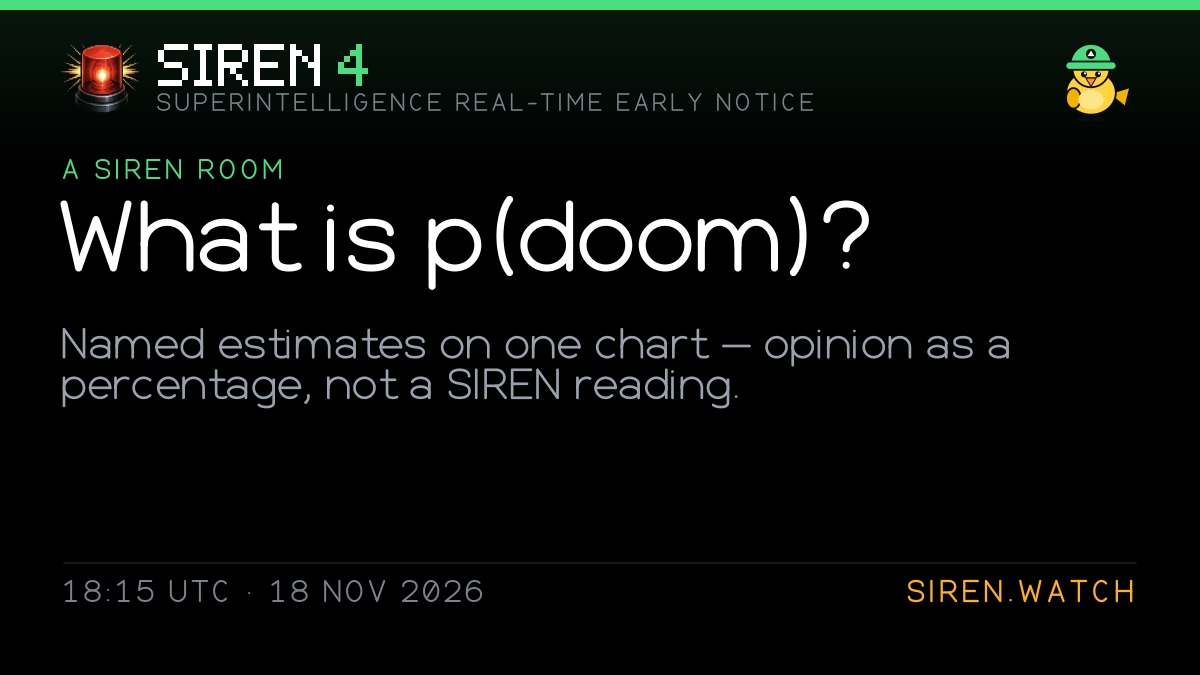 SIREN 4
SUPERINTELLIGENCE REAL-TIME EARLY NOTICE
A SIREN ROOM
What is p(doom)?
Named estimates on one chart — opinion as a
percentage, not a SIREN reading.
18:15 UTC · 18 NOV 2026
SIREN.WATCH